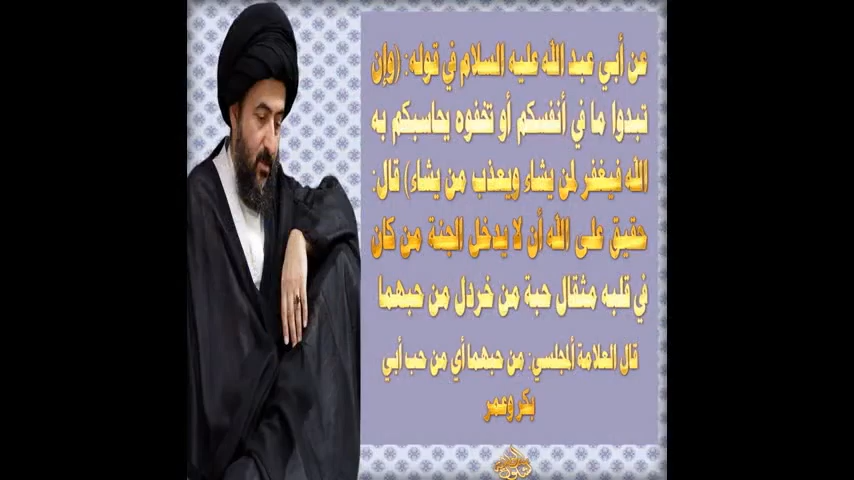 عن أبي عبد الله عليه السلام في قوله: (وإن
تبدوا ما في أنفسكم أو تخفوه يحاسبكم به
الله فيغفر لمن يشاء ويعذب من يشاء) قال:
حقيق على الله أن لا يدخل الجنة من كان
في قلبه مثقال حبة من خردل من حبهما
قال العلامة المجلسي: من حبهما أي من حب أبي
بكر وعمر